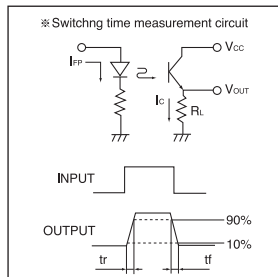 ※Switchng time measurement circuit
IFP
VCC
VOUT
IC
RL
INPUT
OUTPUT
90%
10%
tr
tf